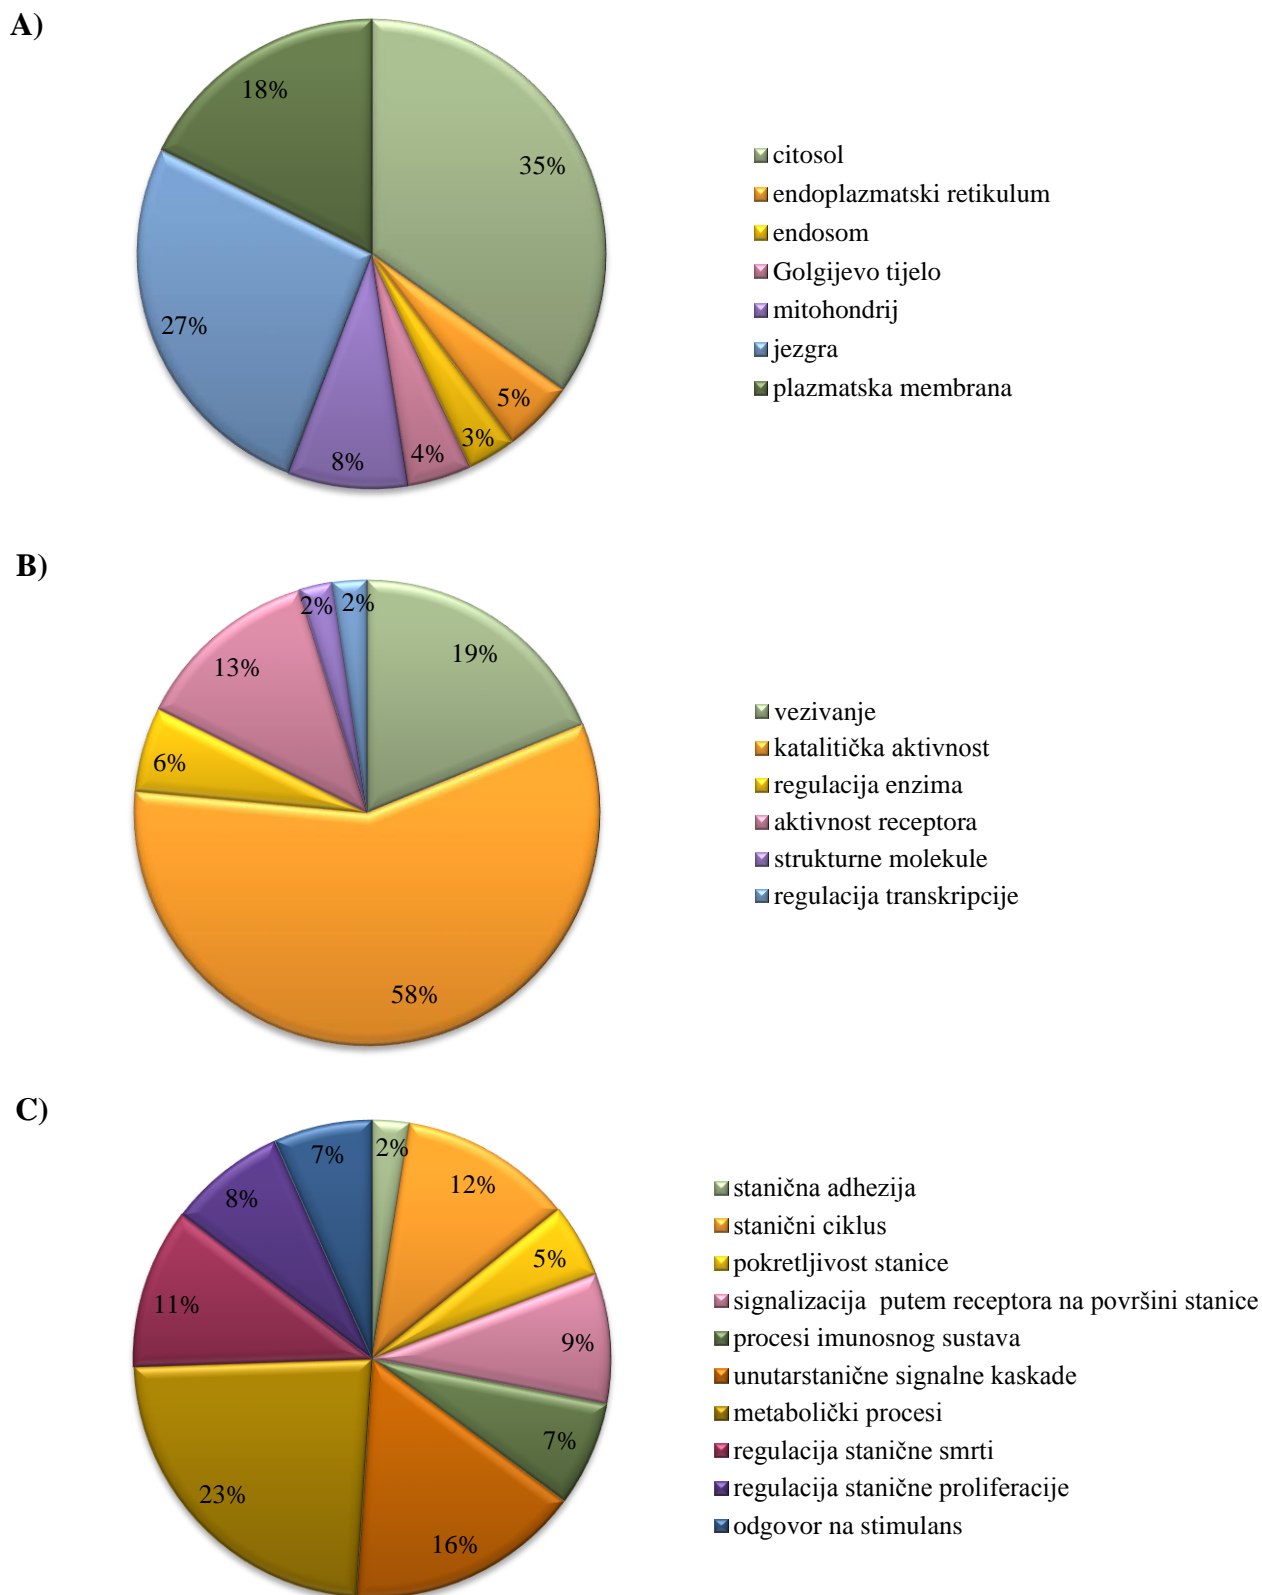 A)
18%
35%
27%
5%
3%
4%
8%
citosol
endoplazmatski retikulum
endosom
Golgijevo tijelo
mitohondrij
jezgra
plazmatska membrana
B)
2%
2%
19%
13%
6%
58%
vezivanje
katalitička aktivnost
regulacija enzima
aktivnost receptora
strukturne molekule
regulacija transkripcije
C)
7%
2%
12%
8%
5%
11%
9%
7%
23%
16%
stanična adhezija
stanični ciklus
pokretljivost stanice
signalizacija  putem receptora na površini stanice
procesi imunosnog sustava
unutarstanične signalne kaskade
metabolički procesi
regulacija stanične smrti
regulacija stanične proliferacije
odgovor na stimulans